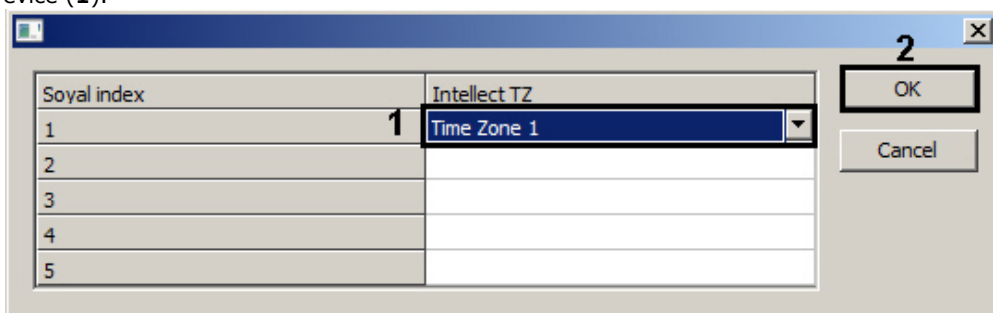 evice (1).
2
Soyal index Intellect TZ OK
1 1 Time Zone 1
2 Cancel
3
4
5